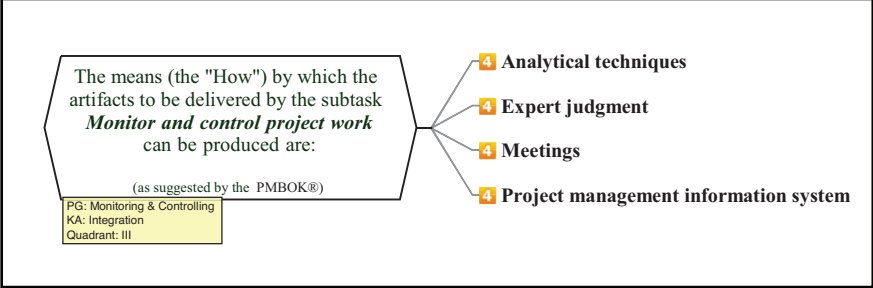 The means (the "How") by which the
artifacts to be delivered by the subtask
Monitor and control project work
can be produced are:
(as suggested by the PMBOK®)
PG: Monitoring & Controlling
KA: Integration
Quadrant: III
4 Analytical techniques
4 Expert judgment
4 Meetings
4 Project management information system